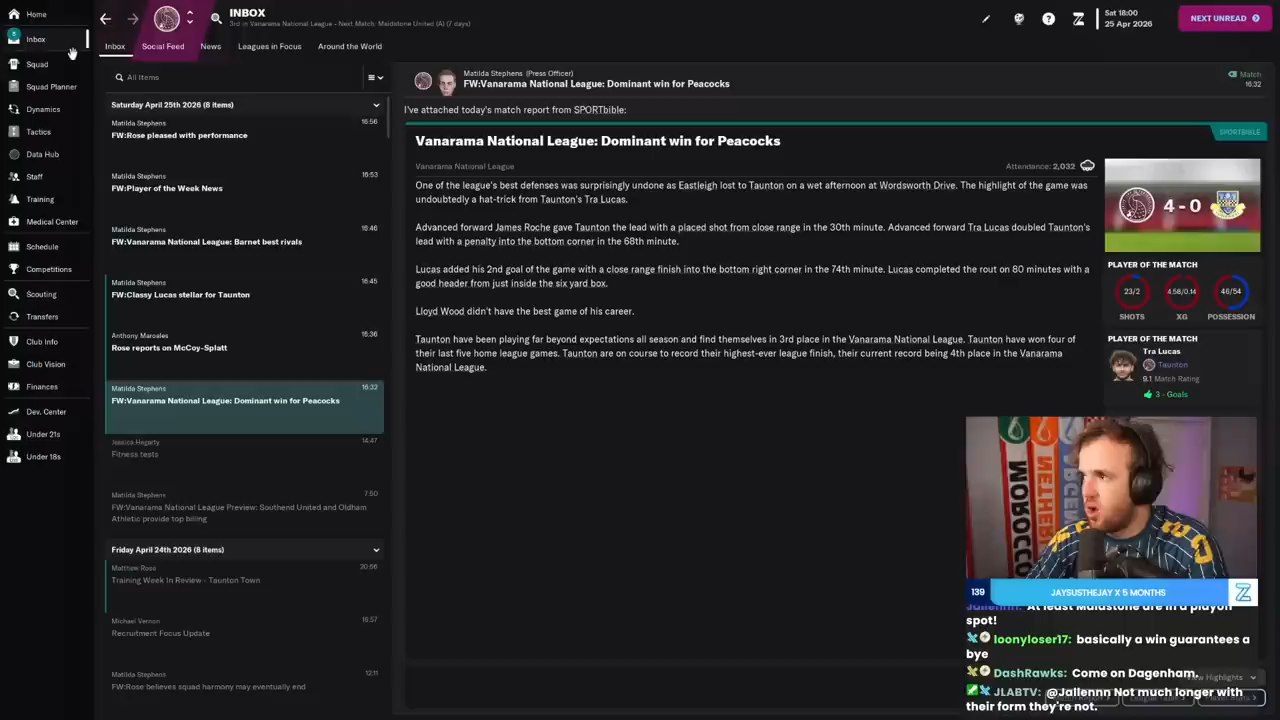 Home
Inbox
Squad
Squad Planner
Dynamics
Tactics
Data Hub
Staff
Training
Medical Center
Schedule
Competitions
Scouting
Transfers
Club Info
Club Vision
Finances
Dev. Center
Under 21s
Under 18s
INBOX
3rd in Vanarama National League - Next Match: Maidstone United (A) (7 days)
Sat 18:00
25 Apr 2026
NEXT UNREAD
Inbox
Social Feed
News
Leagues in Focus
Around the World
All Items
Saturday April 25th 2026 (8 items)
Matilda Stephens 16:56
FW:Rose pleased with performance
Matilda Stephens 16:53
FW:Player of the Week News
Matilda Stephens 16:46
FW:Vanarama National League: Barnet best rivals
Matilda Stephens 16:45
FW:Classy Lucas stellar for Taunton
Anthony Marceles 16:36
Rose reports on McCoy-Splatt
Matilda Stephens 16:32
FW:Vanarama National League: Dominant win for Peacocks
Jessica Hegarty 14:47
Fitness tests
Matilda Stephens 7:50
FW:Vanarama National League Preview: Southend United and Oldham
Athletic provide top billing
Friday April 24th 2026 (8 items)
Matthew Rose 20:56
Training Week In Review - Taunton Town
Michael Vernon 16:57
Recruitment Focus Update
Matilda Stephens 12:11
FW:Rose believes squad harmony may eventually end
Matilda Stephens (Press Officer)
FW:Vanarama National League: Dominant win for Peacocks
Match
16:32
I've attached today's match report from SPORTbible:
SPORTBIBLE
Vanarama National League: Dominant win for Peacocks
Vanarama National League
Attendance: 2,032
One of the league's best defenses was surprisingly undone as Eastleigh lost to Taunton on a wet afternoon at Wordsworth Drive. The highlight of the game was
undoubtedly a hat-trick from Taunton's Tra Lucas.
Advanced forward James Roche gave Taunton the lead with a placed shot from close range in the 30th minute. Advanced forward Tra Lucas doubled Taunton's
lead with a penalty into the bottom corner in the 68th minute.
Lucas added his 2nd goal of the game with a close range finish into the bottom right corner in the 74th minute. Lucas completed the rout on 80 minutes with a
good header from just inside the six yard box.
Lloyd Wood didn't have the best game of his career.
Taunton have been playing far beyond expectations all season and find themselves in 3rd place in the Vanarama National League. Taunton have won four of
their last five home league games. Taunton are on course to record their highest-ever league finish, their current record being 4th place in the Vanarama
National League.
4 - 0
PLAYER OF THE MATCH
23/2
4.58/0.14
46/54
SHOTS
XG
POSSESSION
PLAYER OF THE MATCH
Tra Lucas
Taunton
9.1 Match Rating
3 - Goals
MOROCCO
NETHER
139
JAYSUSTHEJAY X 5 MONTHS
Jallennn: At least Maidstone are in a playoff
spot!
loonyloser17: basically a win guarantees a
bye
DashRawks: Come on Dagenham.
JLABTV: @Jallennn Not much longer with
their form they're not.
View Highlights